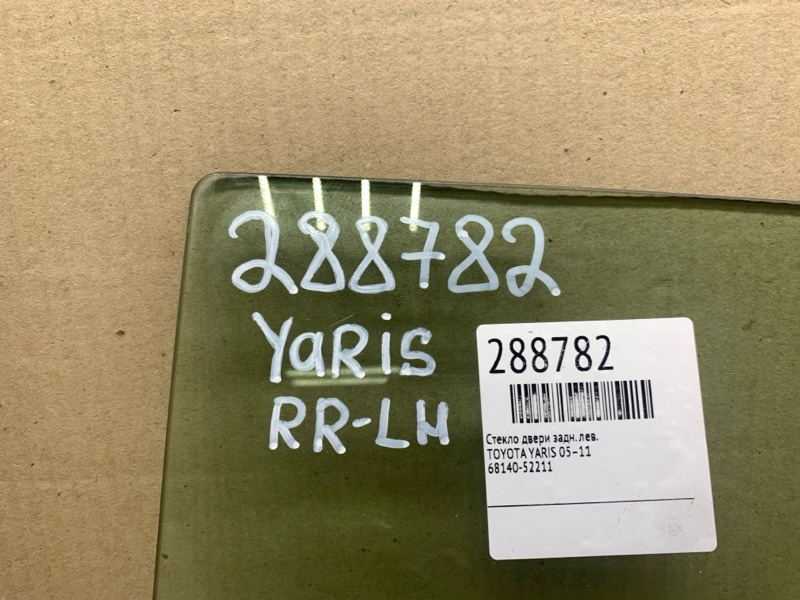 288782
YaRiS
RR-LH
288782
Стекло двери задн. лев.
TOYOTA YARIS 05-11
68140-52211